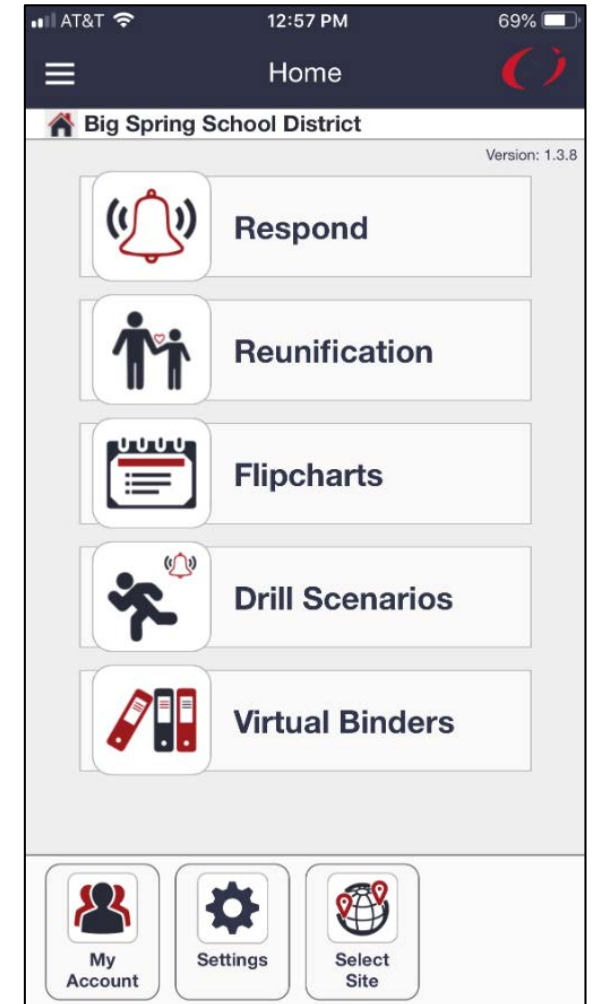 AT&T 12:57 PM 69%
Home
Big Spring School District
Version: 1.3.8
Respond
Reunification
Flipcharts
Drill Scenarios
Virtual Binders
My
Account
Settings
Select
Site